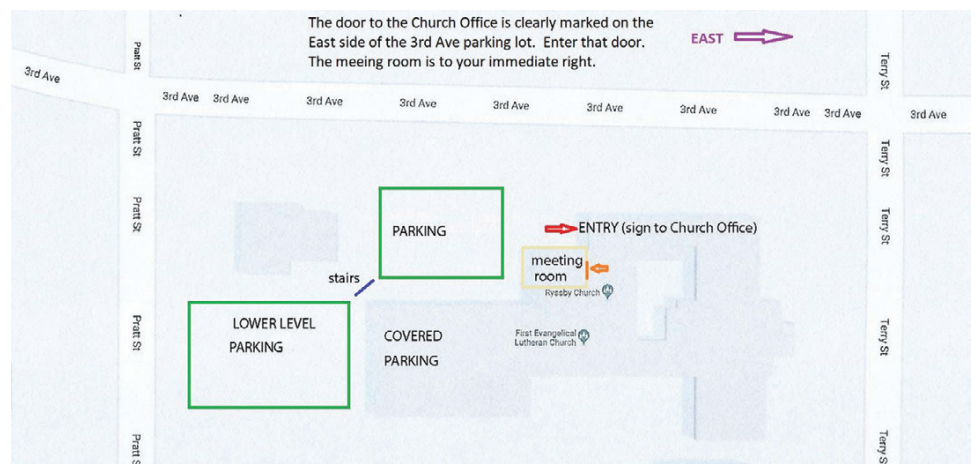 The door to the Church Office is clearly marked on the
East side of the 3rd Ave parking lot. Enter that door.
The meeing room is to your immediate right.
EAST
Pratt St
Terry St
3rd Ave
3rd Ave 3rd Ave 3rd Ave 3rd Ave 3rd Ave 3rd Ave 3rd Ave 3rd Ave 3rd Ave 3rd Ave
Pratt St
Terry St
Pratt St
Terry St
PARKING
ENTRY (sign to Church Office)
meeting
room
stairs
Ryssby Church
LOWER LEVEL
PARKING
COVERED
PARKING
First Evangelical
Lutheran Church
Pratt St
Terry St
Pratt S
Terry S